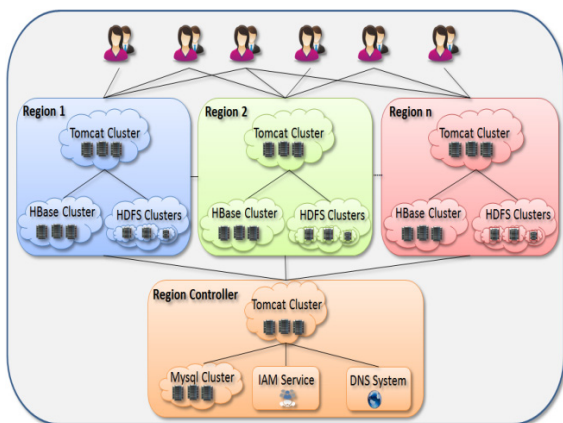 Region 1
Tomcat Cluster
HBase Cluster
HDFS Clusters
Region 2
Tomcat Cluster
HBase Cluster
HDFS Clusters
Region n
Tomcat Cluster
HBase Cluster
HDFS Clusters
Region Controller
Tomcat Cluster
Mysql Cluster
IAM Service
DNS System